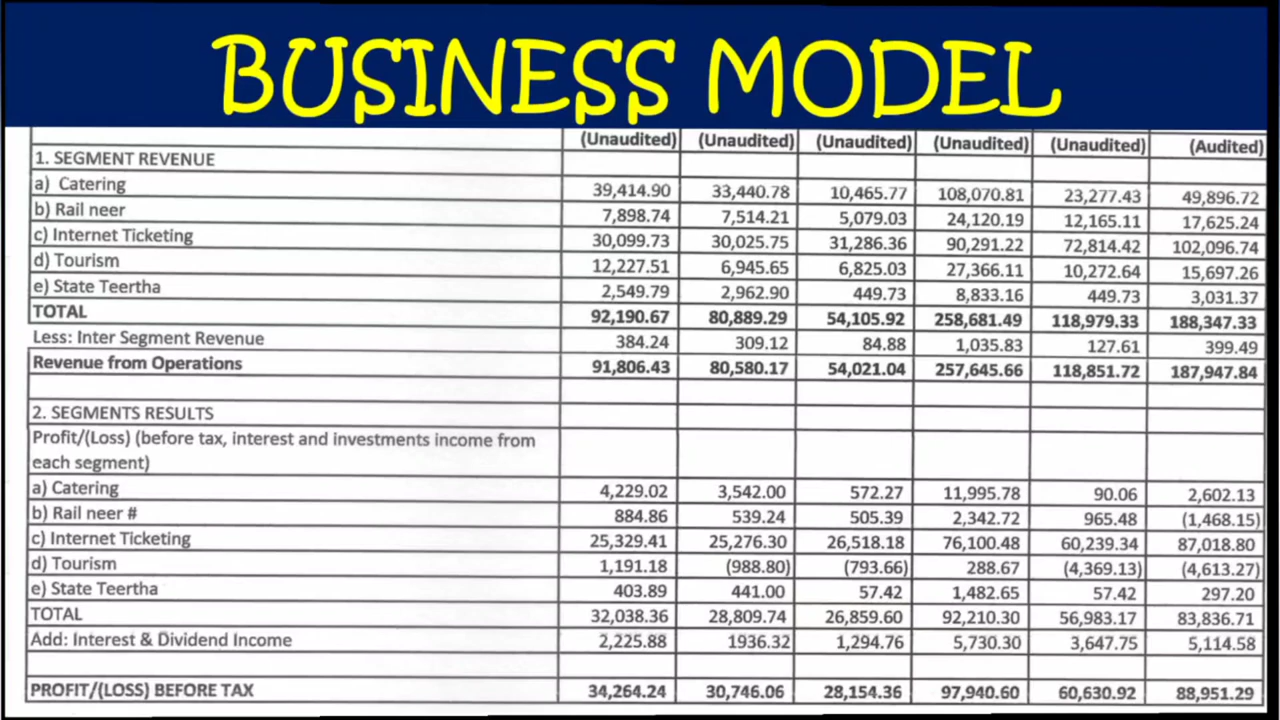 BUSINESS MODEL
(Unaudited) (Unaudited) (Unaudited) (Unaudited) (Unaudited) (Audited)
1. SEGMENT REVENUE
a) Catering 39,414.90 33,440.78 10,465.77 108,070.81 23,277.43 49,896.72
b) Rail neer 7,898.74 7,514.21 5,079.03 24,120.19 12,165.11 17,625.24
c) Internet Ticketing 30,099.73 30,025.75 31,286.36 90,291.22 72,814.42 102,096.74
d) Tourism 12,227.51 6,945.65 6,825.03 27,366.11 10,272.64 15,697.26
e) State Teertha 2,549.79 2,962.90 449.73 8,833.16 449.73 3,031.37
TOTAL 92,190.67 80,889.29 54,105.92 258,681.49 118,979.33 188,347.33
Less: Inter Segment Revenue 384.24 309.12 84.88 1,035.83 127.61 399.49
Revenue from Operations 91,806.43 80,580.17 54,021.04 257,645.66 118,851.72 187,947.84
2. SEGMENTS RESULTS
Profit/(Loss) (before tax, interest and investments income from
each segment)
a) Catering 4,229.02 3,542.00 572.27 11,995.78 90.06 2,602.13
b) Rail neer # 884.86 539.24 505.39 2,342.72 965.48 (1,468.15)
c) Internet Ticketing 25,329.41 25,276.30 26,518.18 76,100.48 60,239.34 87,018.80
d) Tourism 1,191.18 (988.80) (793.66) 288.67 (4,369.13) (4,613.27)
e) State Teertha 403.89 441.00 57.42 1,482.65 57.42 297.20
TOTAL 32,038.36 28,809.74 26,859.60 92,210.30 56,983.17 83,836.71
Add: Interest & Dividend Income 2,225.88 1936.32 1,294.76 5,730.30 3,647.75 5,114.58
PROFIT/(LOSS) BEFORE TAX 34,264.24 30,746.06 28,154.36 97,940.60 60,630.92 88,951.29